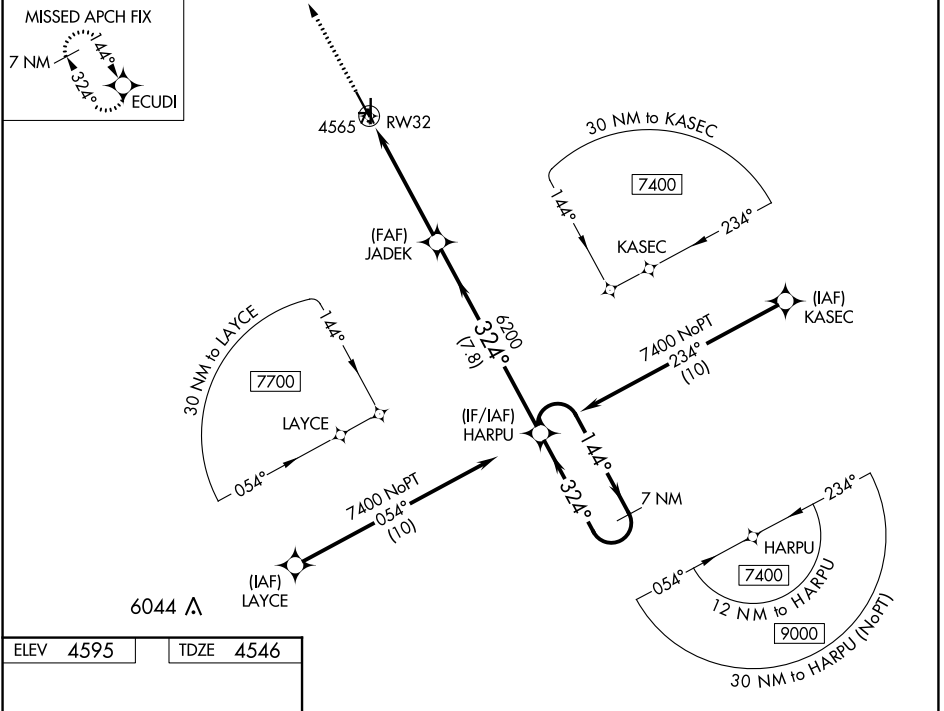 MISSED APCH FIX
7 NM
144°
324°
ECUDI
4565
RW32
30 NM to KASEC
7400
144°
234°
KASEC
(FAF)
JADEK
(IAF)
KASEC
7400 NoPT
234°
(10)
6200
324°
(7.8)
30 NM to LAYCE
144°
7700
LAYCE
054°
(IF/IAF)
HARPU
144°
324°
7 NM
7400 NoPT
054°
(10)
(IAF)
LAYCE
234°
HARPU
054°
7400
12 NM to HARPU
9000
30 NM to HARPU (NoPT)
6044
ELEV 4595
TDZE 4546